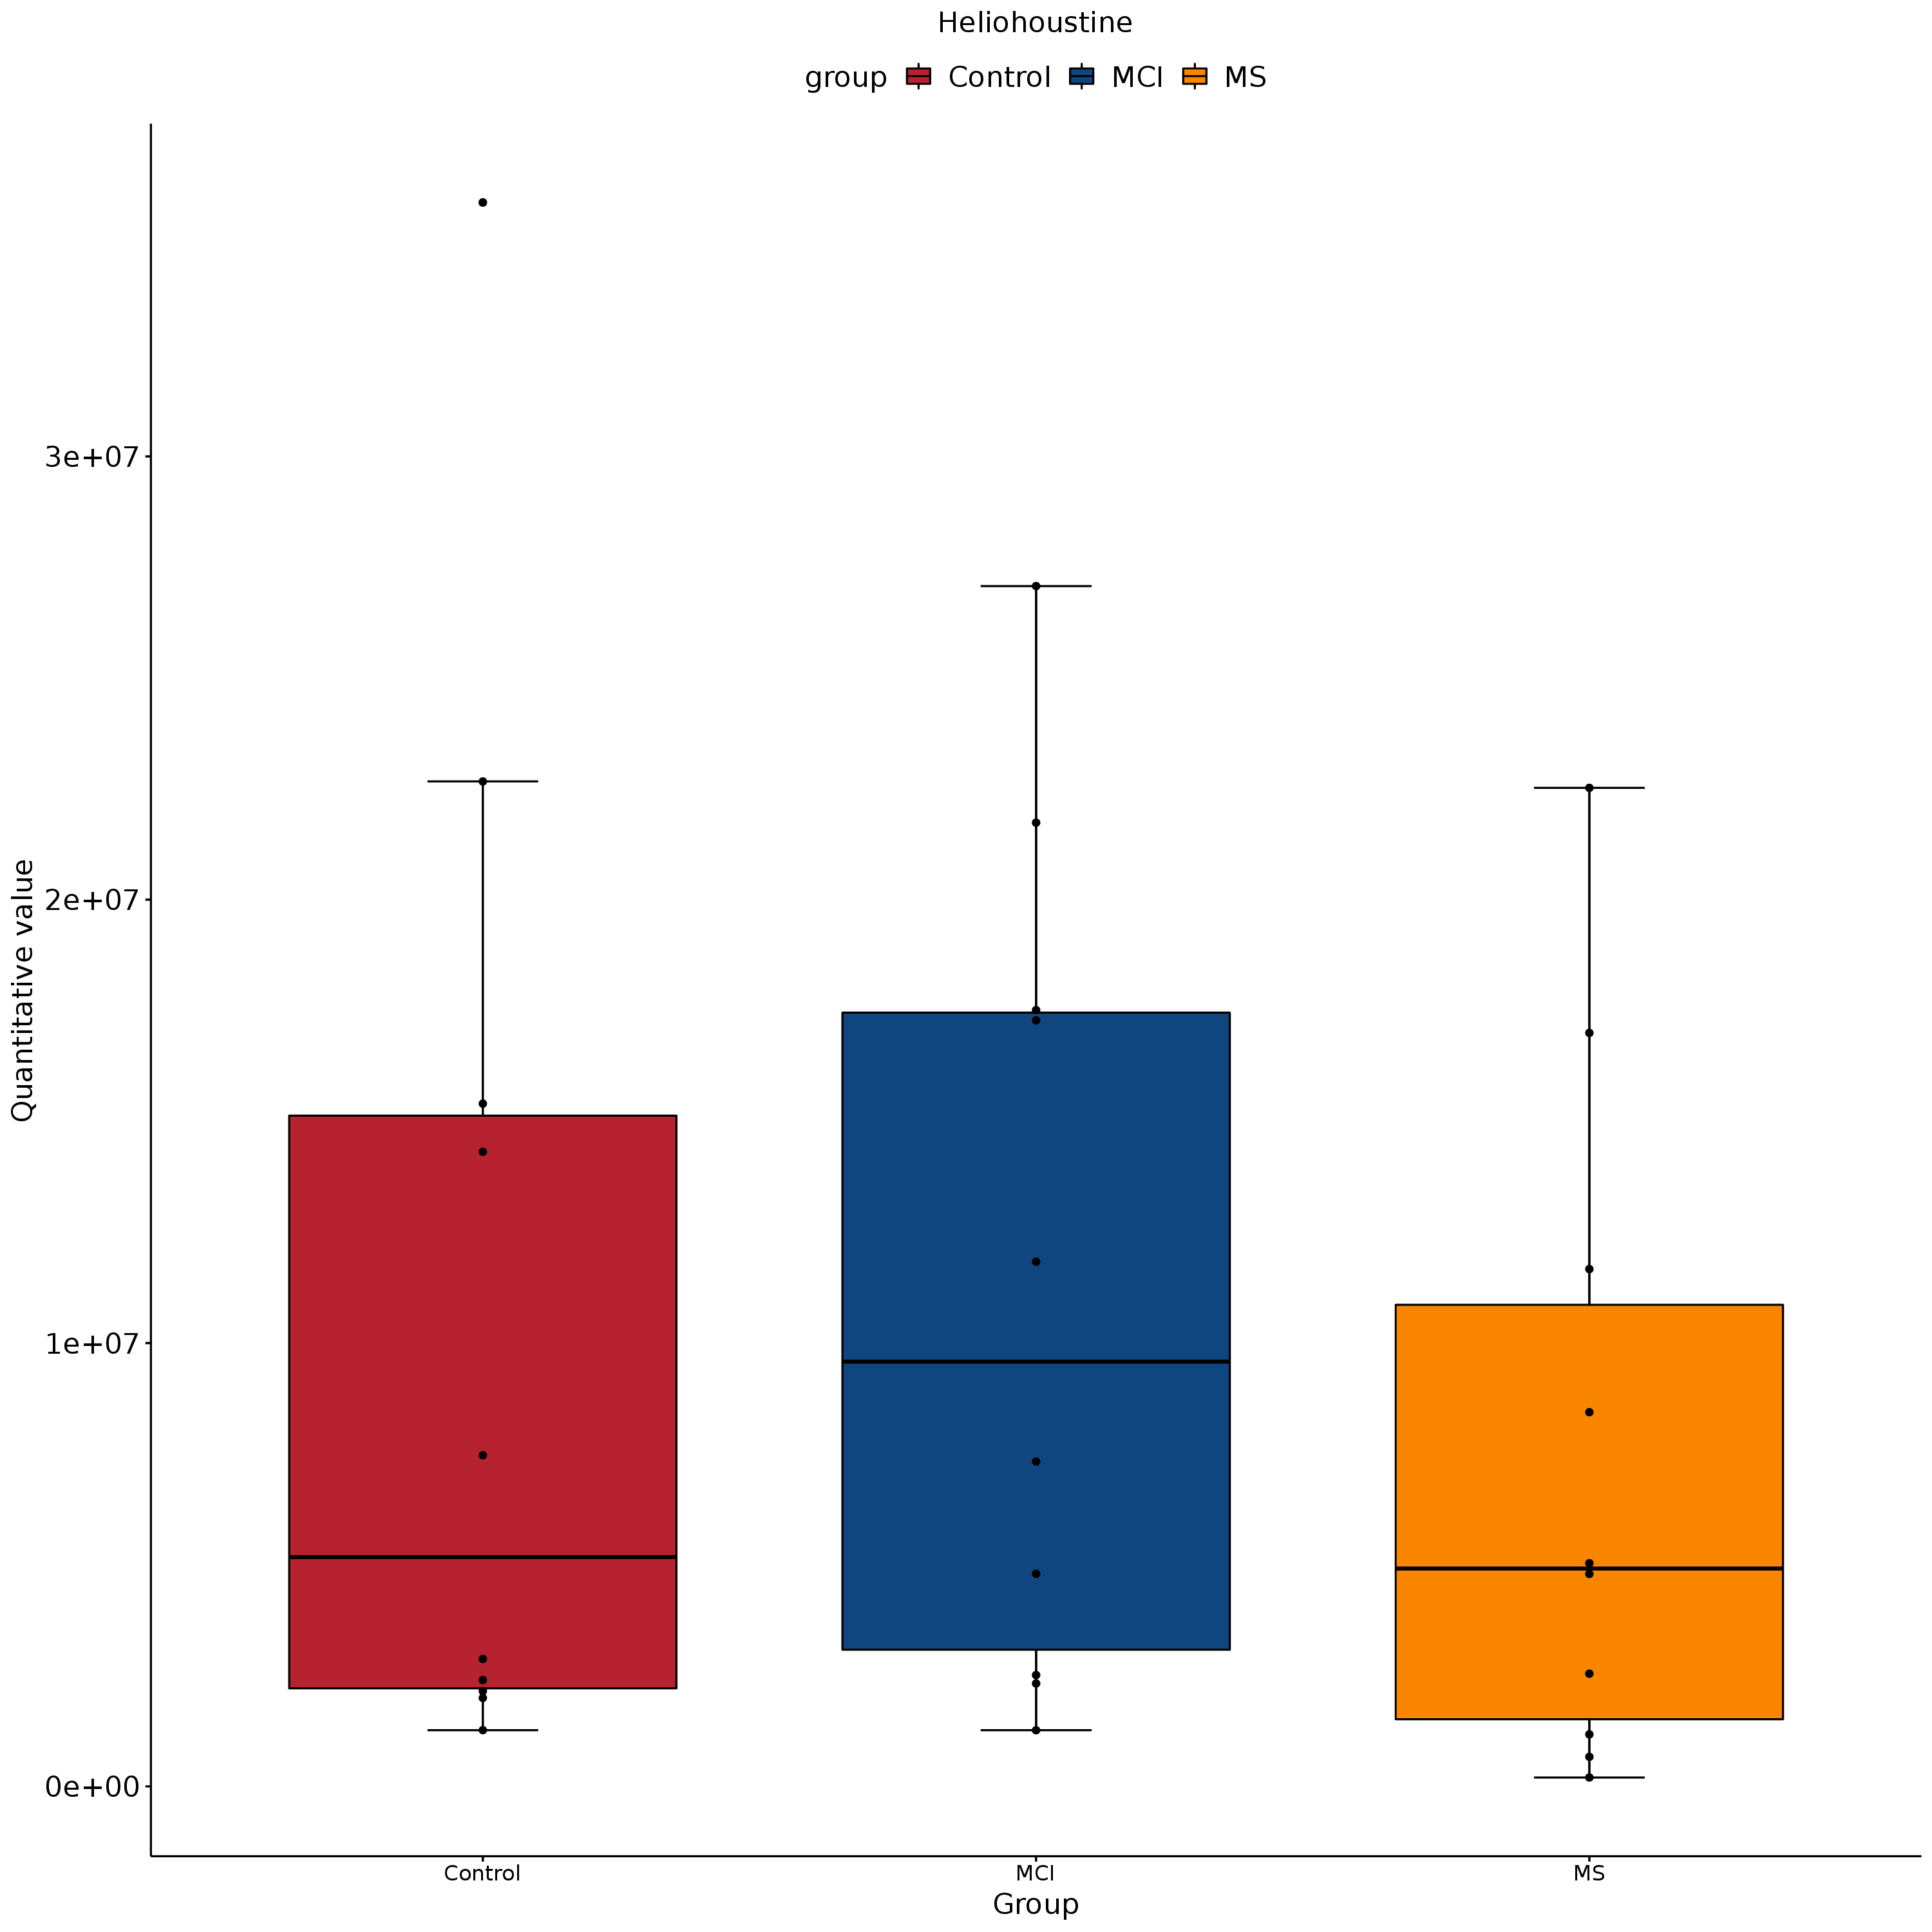 Heliohoustine
group Control MCI MS
Quantitative value
3e+07
2e+07
1e+07
0e+00
Control MCI MS
Group